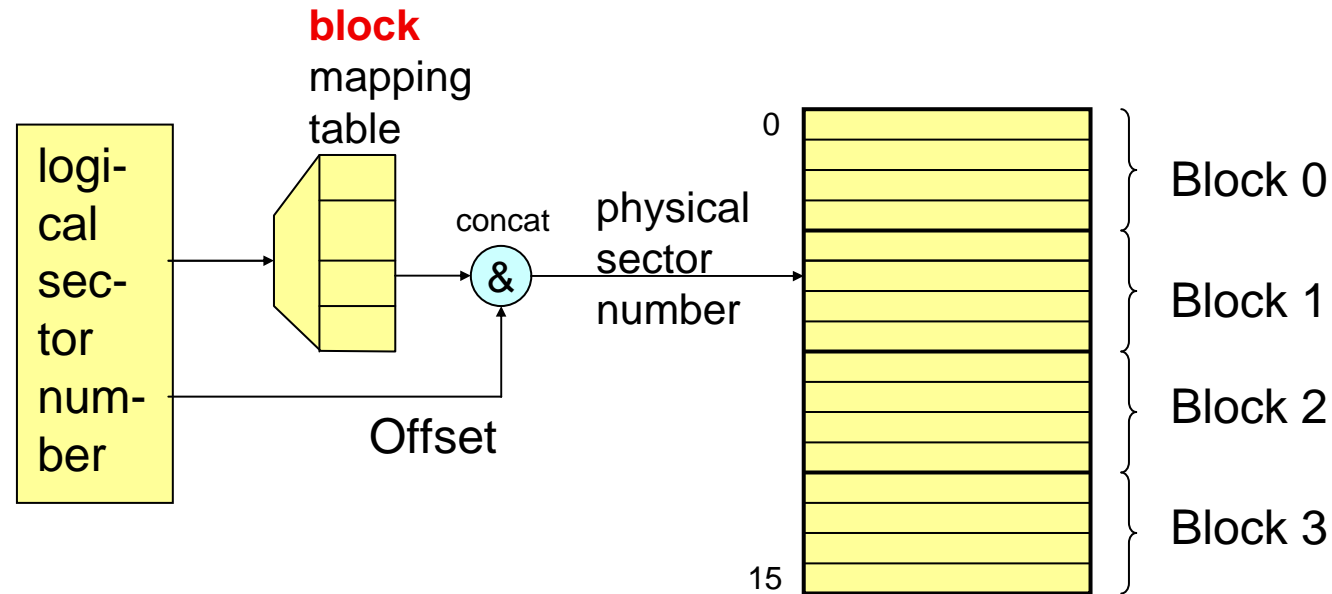 block
mapping
table
logi-
cal
sec-
tor
num-
ber
concat
&
Offset
physical
sector
number
0
15
Block 0
Block 1
Block 2
Block 3